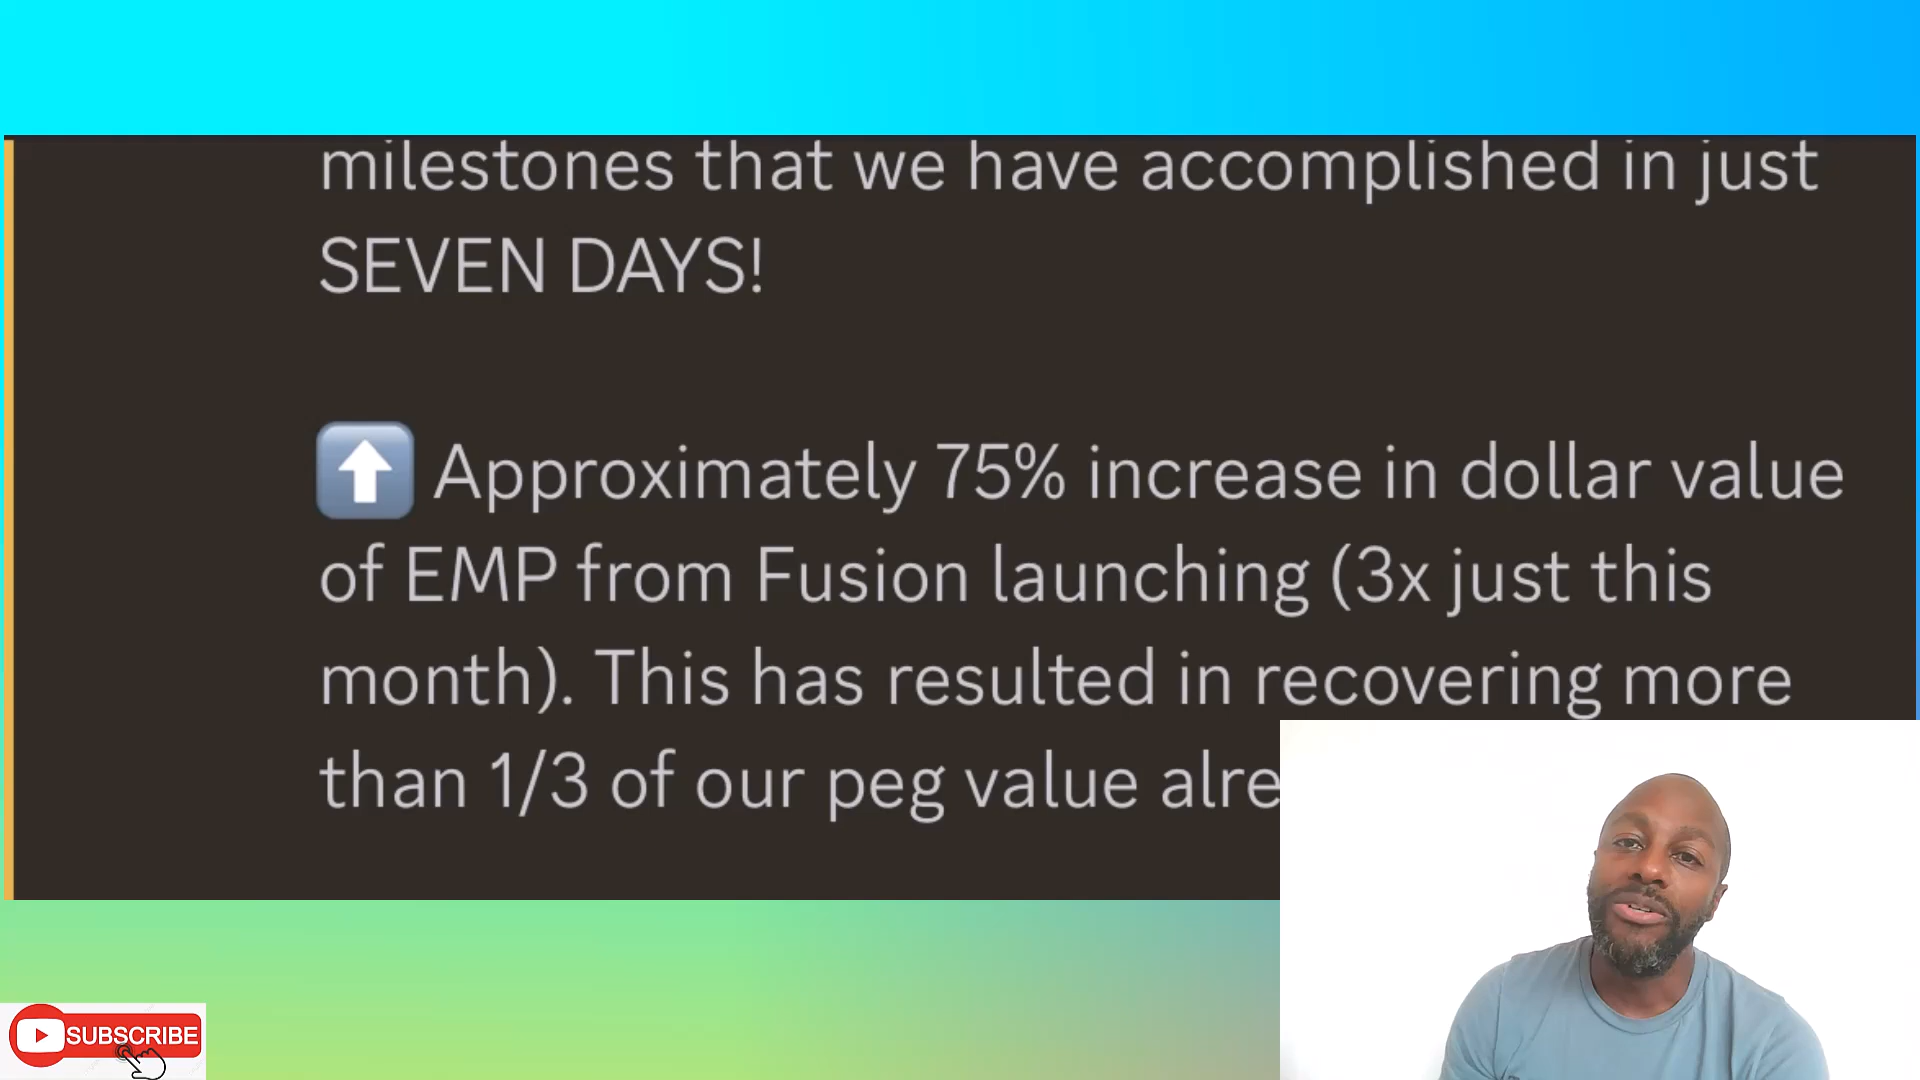 milestones that we have accomplished in just
SEVEN DAYS!
Approximately 75% increase in dollar value
of EMP from Fusion launching (3x just this
month). This has resulted in recovering more
than 1/3 of our peg value alre
SUBSCRIBE